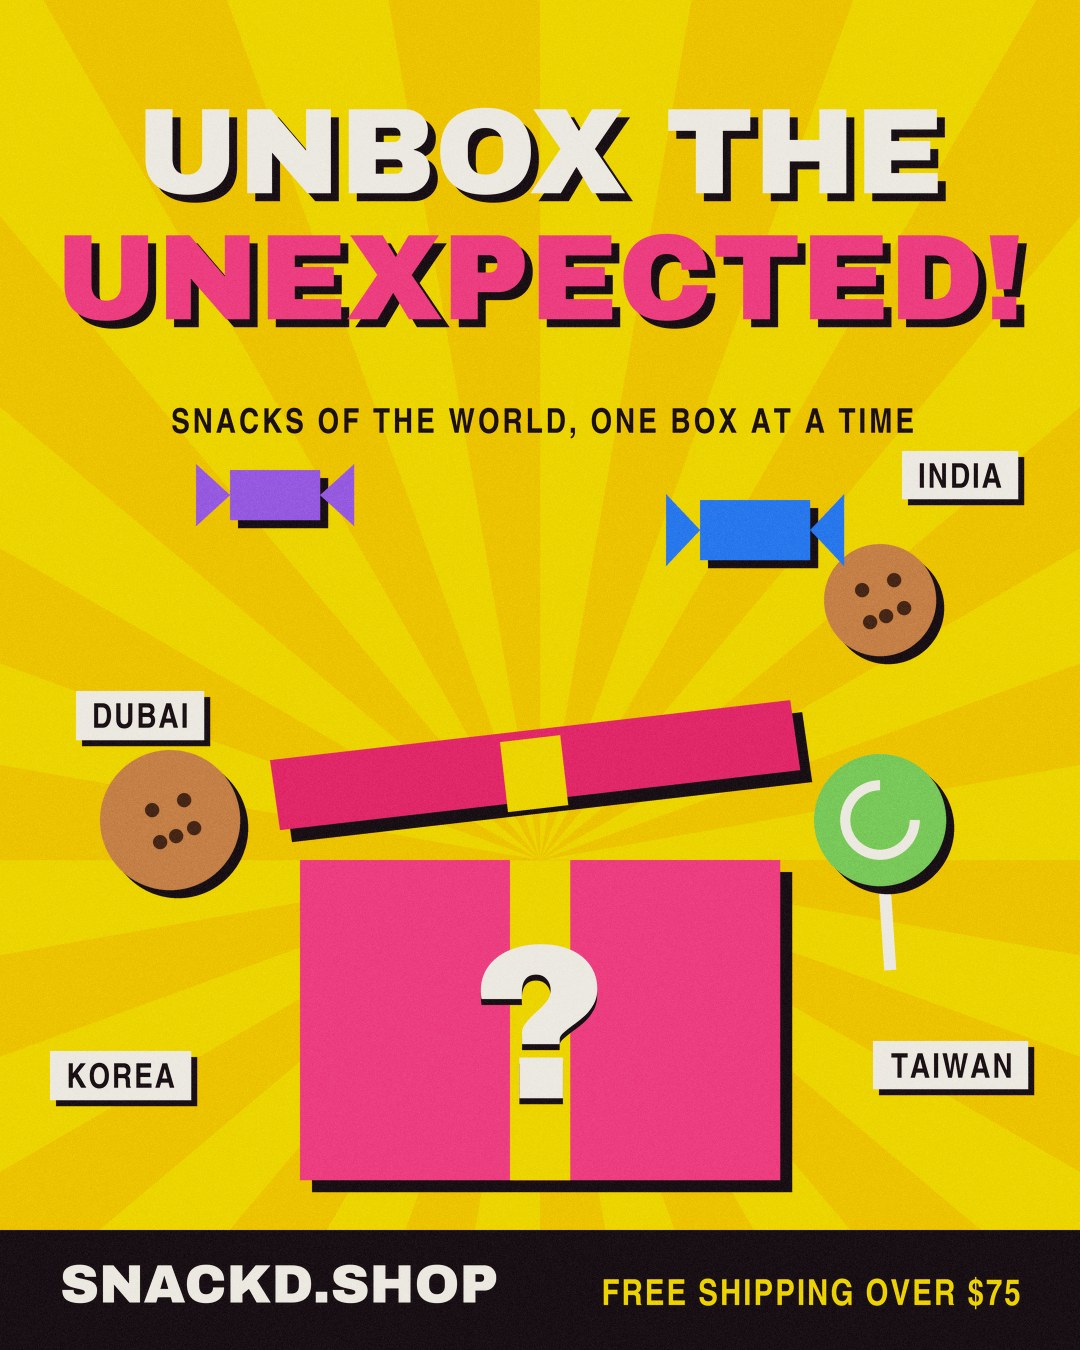 UNBOX THE
UNEXPECTED!
SNACKS OF THE WORLD, ONE BOX AT A TIME
INDIA
DUBAI
?
KOREA
TAIWAN
SNACKD.SHOP
FREE SHIPPING OVER $75